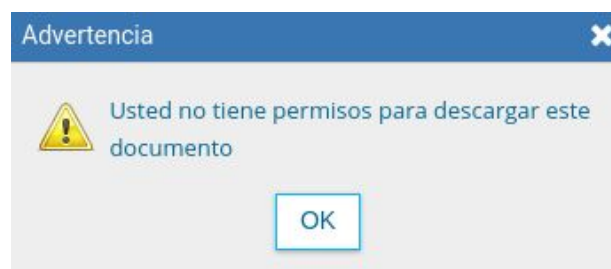 Advertencia
Usted no tiene permisos para descargar este
documento
OK